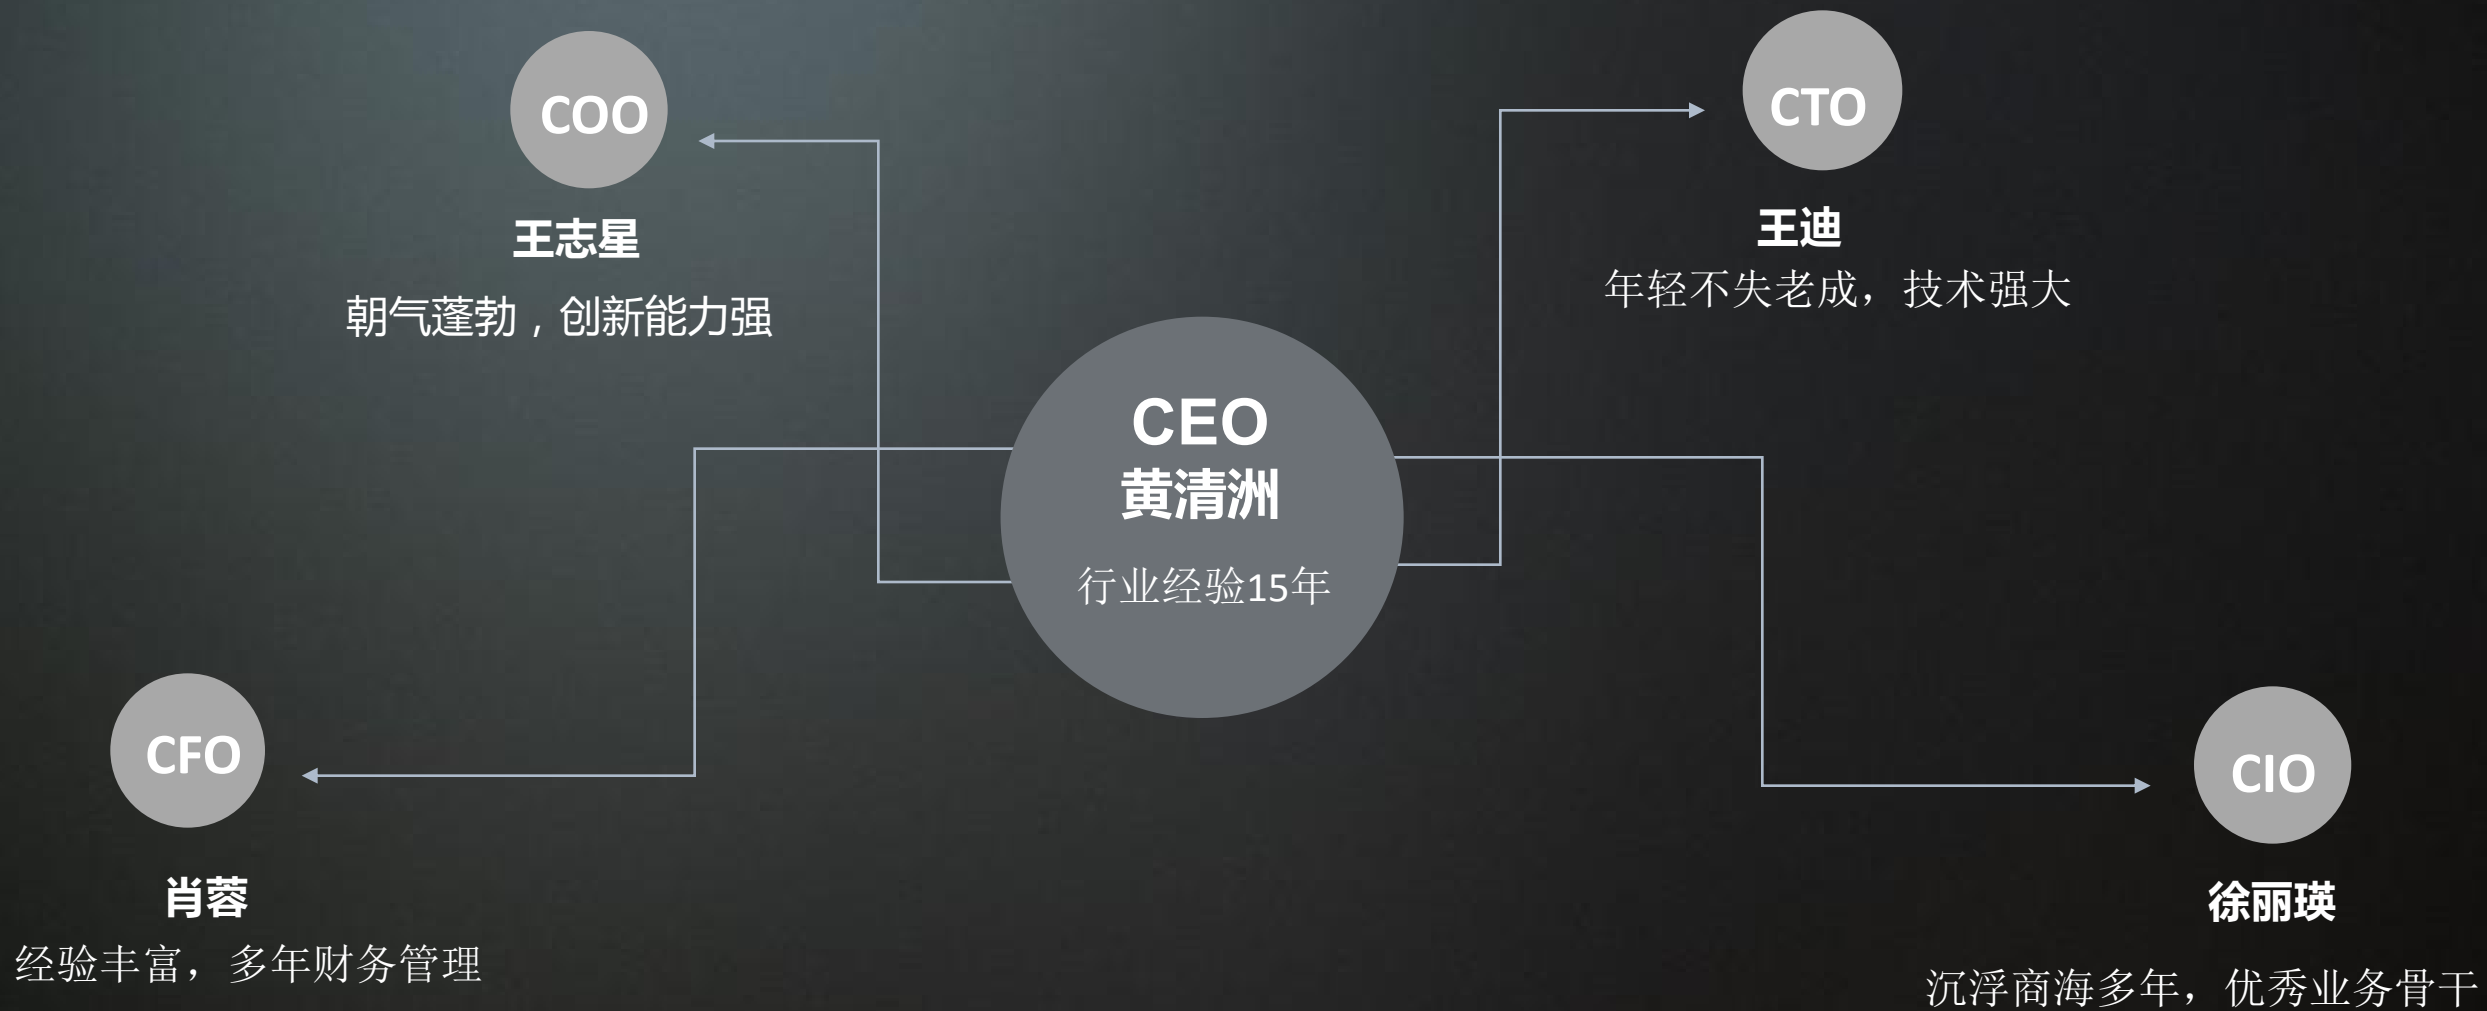 COO
王志星
朝气蓬勃，创新能力强
CTO
王迪
年轻不失老成，技术强大
CEO
黄清洲
行业经验15年
CFO
肖蓉
经验丰富，多年财务管理
CIO
徐丽瑛
沉浮商海多年，优秀业务骨干